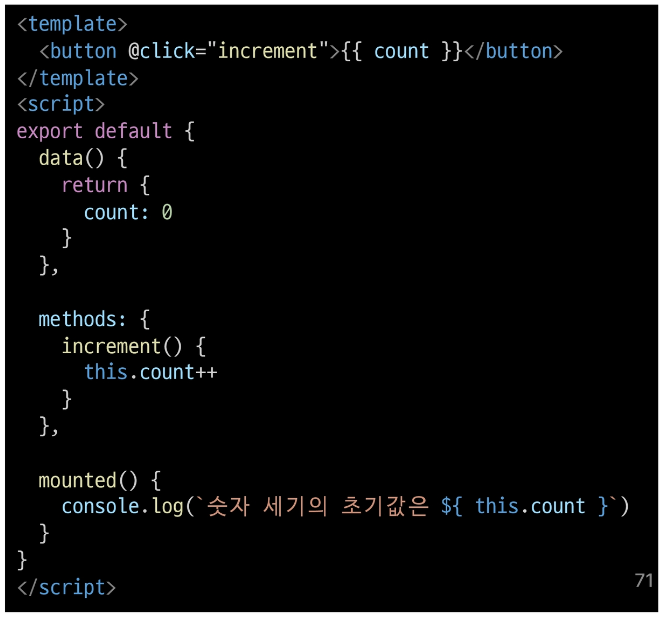 <template>
  <button @click="increment">{{ count }}</button>
</template>
<script>
export default {
  data() {
    return {
      count: 0
    }
  },

  methods: {
    increment() {
      this.count++
    }
  },

  mounted() {
    console.log(`숫자 세기의 초기값은 ${ this.count }`)
  }
}
</script>
71